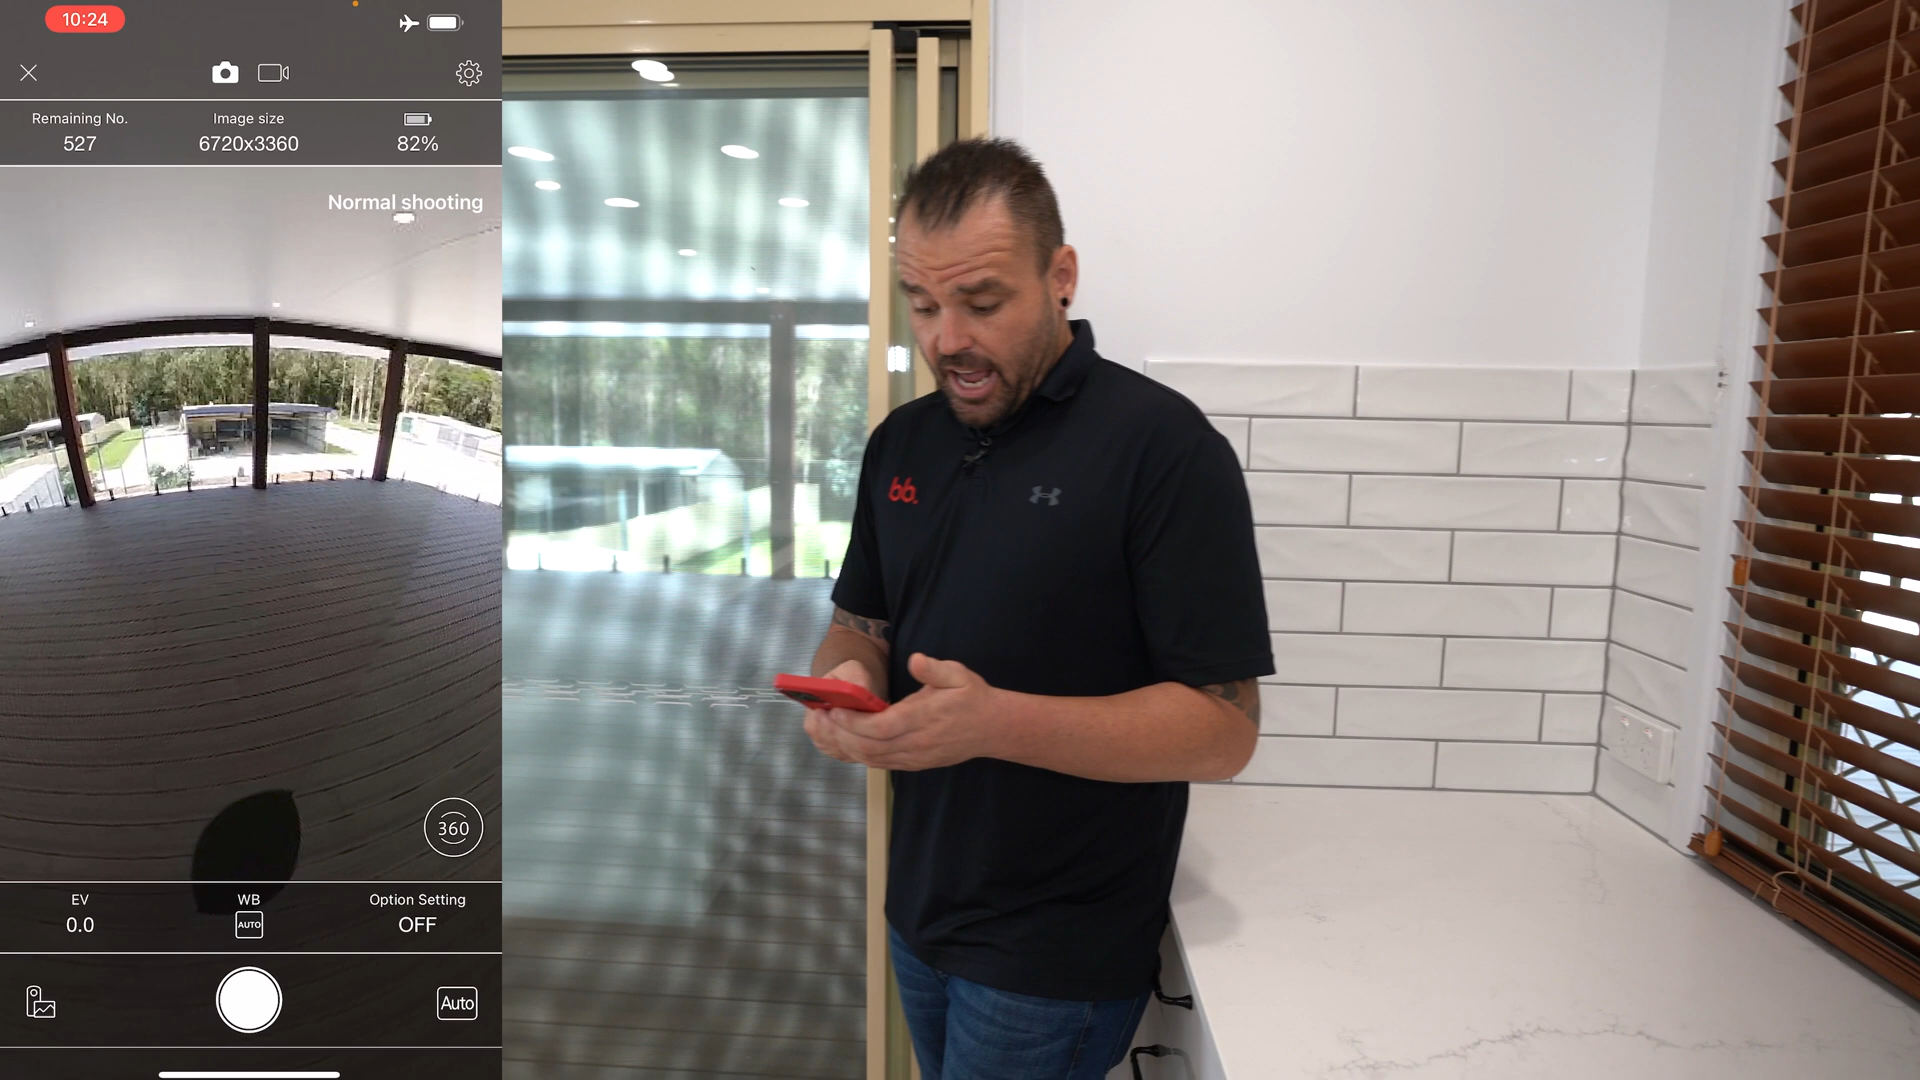 10:24
Remaining No.
527
Image size
6720x3360
82%
Normal shooting
360
EV
0.0
WB
AUTO
Option Setting
OFF
Auto
bb.